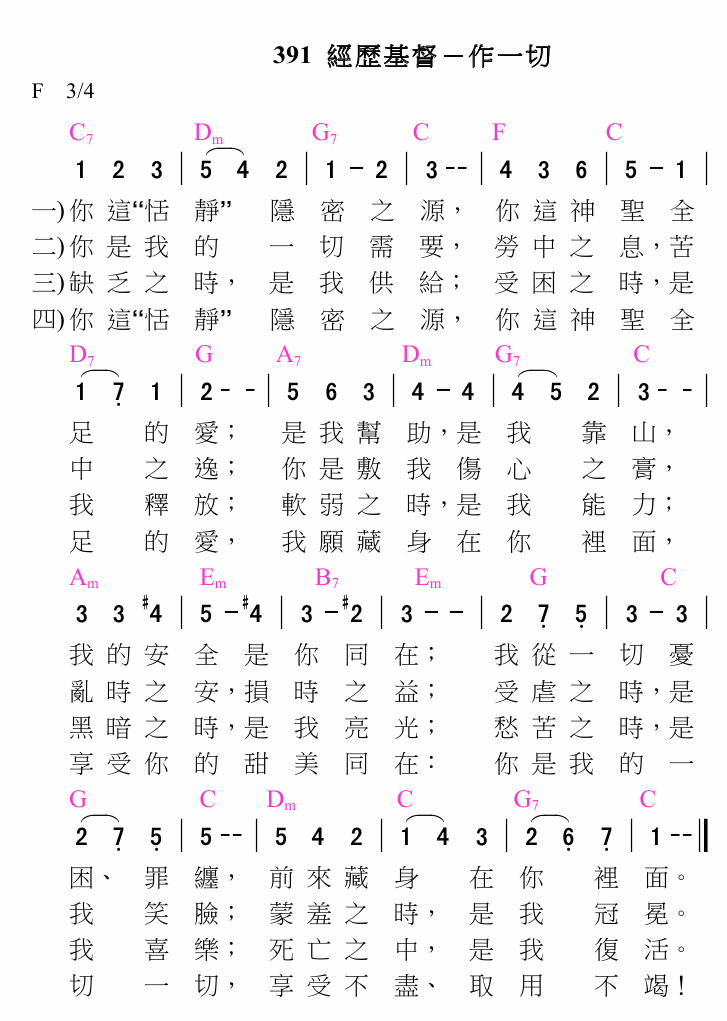 391 經歷基督－作一切
F 3/4
C7 Dm G7 C F C
1 2 3 | 5 4 2 | 1 - 2 | 3 - - | 4 3 6 | 5 - 1 |
一)你這“恬靜”隱密之源，你這神聖全
二)你是我的一切需要，勞中之息，苦
三)缺乏之時，是我供給；受困之時，是
四)你這“恬靜”隱密之源，你這神聖全
D7 G A7 Dm G7 C
1 7̣ 1 | 2 - - | 5 6 3 | 4 - 4 | 4 5 2 | 3 - - |
足的愛；是我幫助，是我靠山，
中之逸；你是敷我傷心之膏，
我釋放；軟弱之時，是我能力；
足的愛，我願藏身在你裡面，
Am Em B7 Em G C
3 3 #4 | 5 - #4 | 3 - #2 | 3 - - | 2 7̣ 5̣ | 3 - 3 |
我的安全是你同在；我從一切憂
亂時之安，損時之益；受虐之時，是
黑暗之時，是我亮光；愁苦之時，是
享受你的甜美同在：你是我的一
G C Dm C G7 C
2 7̣ 5̣ | 5 - - | 5 4 2 | 1 4 3 | 2 6̣ 7̣ | 1 - - ‖
困、罪纏，前來藏身在你裡面。
我笑臉；蒙羞之時，是我冠冕。
我喜樂；死亡之中，是我復活。
切一切，享受不盡、取用不竭！